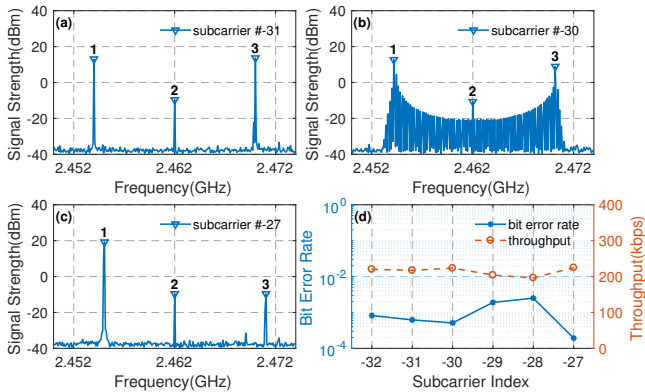 (a)
subcarrier #-31
1
2
3
Signal Strength(dBm)
40
20
0
-20
-40
2.452
2.462
2.472
Frequency(GHz)
(b)
subcarrier #-30
1
2
3
Signal Strength(dBm)
40
20
0
-20
-40
2.452
2.462
2.472
Frequency(GHz)
(c)
subcarrier #-27
1
2
3
Signal Strength(dBm)
40
20
0
-20
-40
2.452
2.462
2.472
Frequency(GHz)
(d)
bit error rate
throughput
Bit Error Rate
10^0
10^-2
10^-4
Throughput(kbps)
400
300
200
100
0
-32
-31
-30
-29
-28
-27
Subcarrier Index